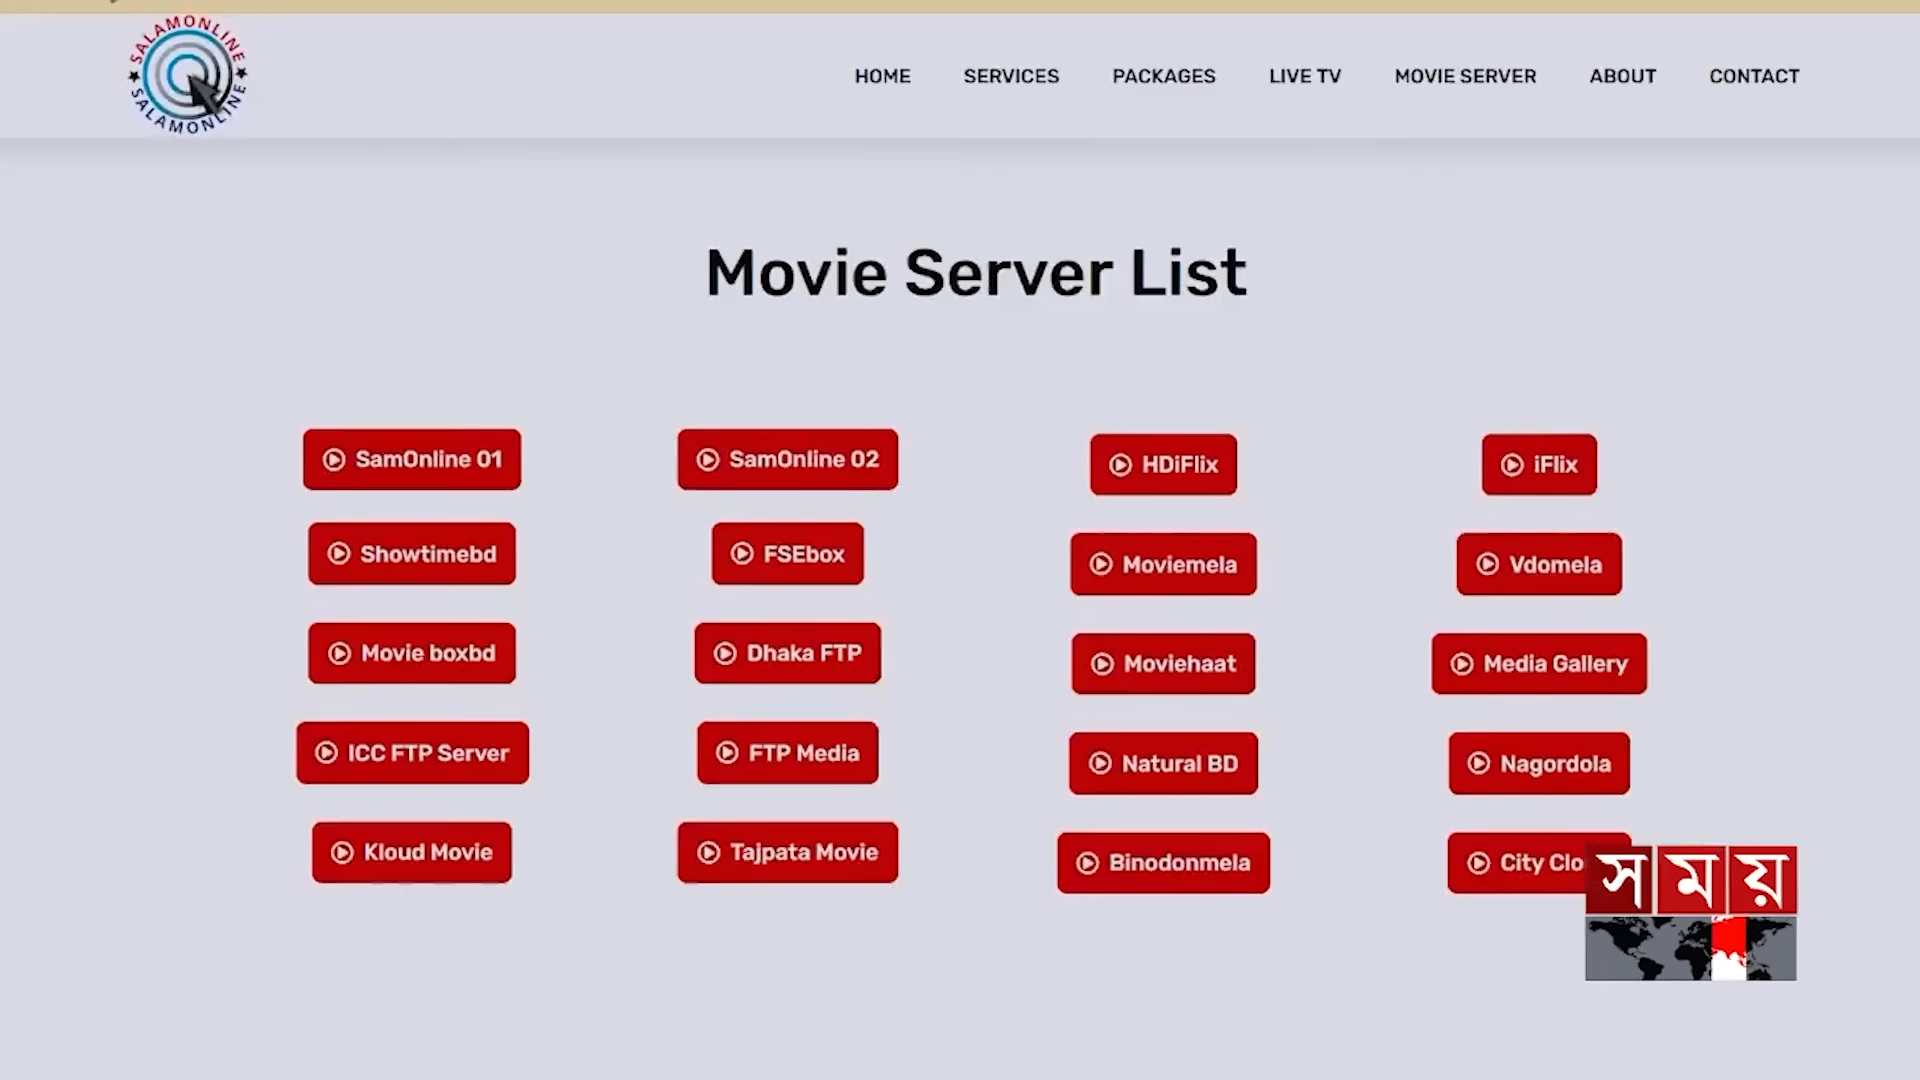 SALAMONLINE
SALAMONLINE
HOME SERVICES PACKAGES LIVE TV MOVIE SERVER ABOUT CONTACT
Movie Server List
SamOnline 01 SamOnline 02 HDiFlix iFlix
Showtimebd FSEbox Moviemela Vdomela
Movie boxbd Dhaka FTP Moviehaat Media Gallery
ICC FTP Server FTP Media Natural BD Nagordola
Kloud Movie Tajpata Movie Binodonmela City Clo
সময়